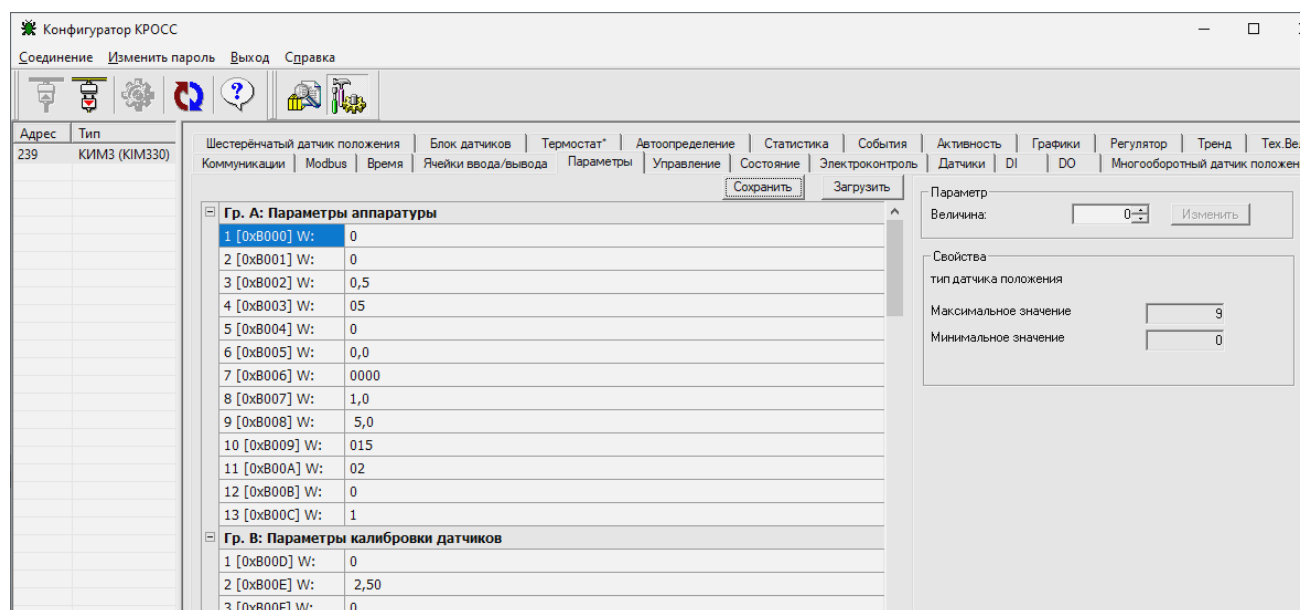 Конфигуратор КРОСС
Соединение Изменить пароль Выход Справка
Адрес Тип
239 КИМ3 (KIM330)
Шестерёнчатый датчик положения Блок датчиков Термостат* Автоопределение Статистика События Активность Графики Регулятор Тренд Тех.Ве
Коммуникации Modbus Время Ячейки ввода/вывода Параметры Управление Состояние Электроконтроль Датчики DI DO Многооборотный датчик положен
Сохранить Загрузить
Гр. А: Параметры аппаратуры
1 [0xB000] W: 0
2 [0xB001] W: 0
3 [0xB002] W: 0,5
4 [0xB003] W: 05
5 [0xB004] W: 0
6 [0xB005] W: 0,0
7 [0xB006] W: 0000
8 [0xB007] W: 1,0
9 [0xB008] W: 5,0
10 [0xB009] W: 015
11 [0xB00A] W: 02
12 [0xB00B] W: 0
13 [0xB00C] W: 1
Гр. В: Параметры калибровки датчиков
1 [0xB00D] W: 0
2 [0xB00E] W: 2,50
3 [0xB00F] W: 0
Параметр
Величина: 0 Изменить
Свойства
тип датчика положения
Максимальное значение 9
Минимальное значение 0